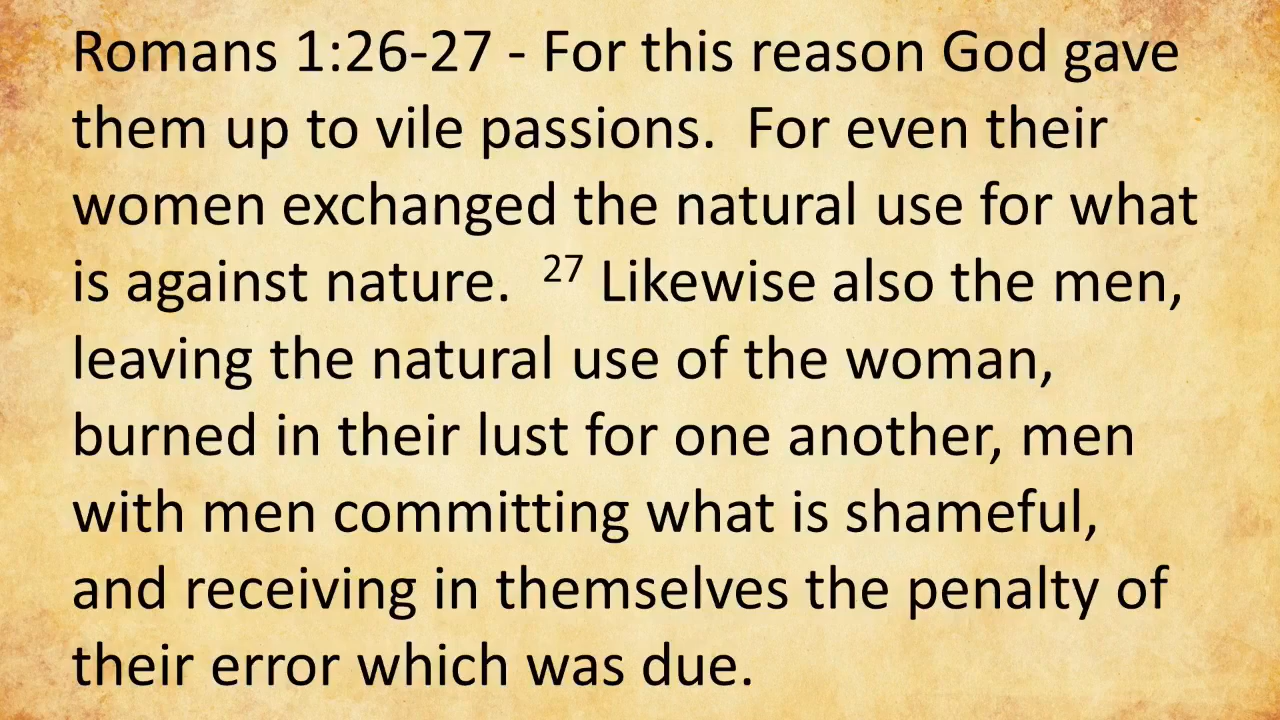 Romans 1:26-27 - For this reason God gave
them up to vile passions.  For even their
women exchanged the natural use for what
is against nature.  27 Likewise also the men,
leaving the natural use of the woman,
burned in their lust for one another, men
with men committing what is shameful,
and receiving in themselves the penalty of
their error which was due.